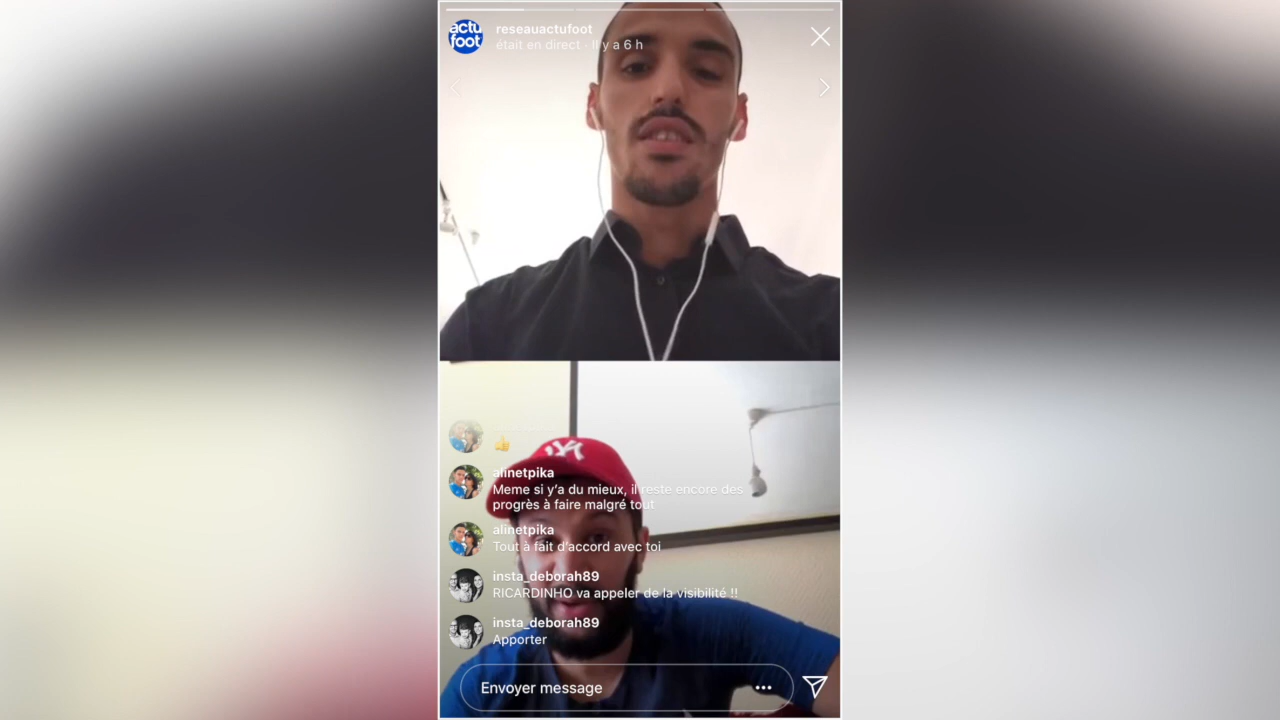 actu
foot
reseauactufoot
était en direct · Il y a 6 h
👍
alinetpika
Meme si y'a du mieux, il reste encore des
progrès à faire malgré tout
alinetpika
Tout à fait d'accord avec toi
insta_deborah89
RICARDINHO va appeler de la visibilité !!
insta_deborah89
Apporter
Envoyer message